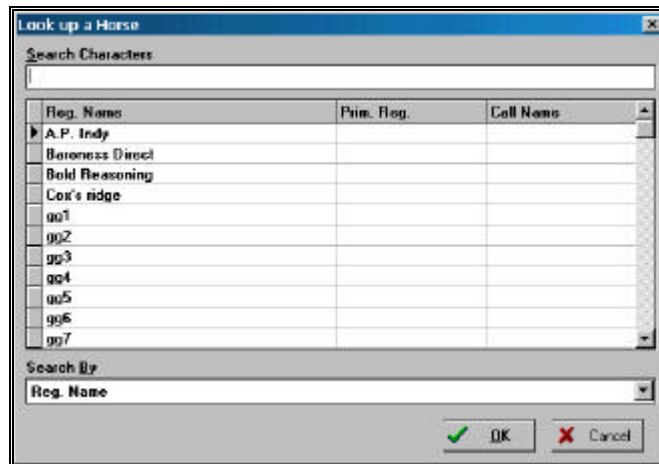 Look up a Horse
Search Characters
Reg. Name Prim. Reg. Call Name
A.P. Indy
Baroness Direct
Bold Reasoning
Cox's ridge
gg1
gg2
gg3
gg4
gg5
gg6
gg7
Search By
Reg. Name
OK Cancel